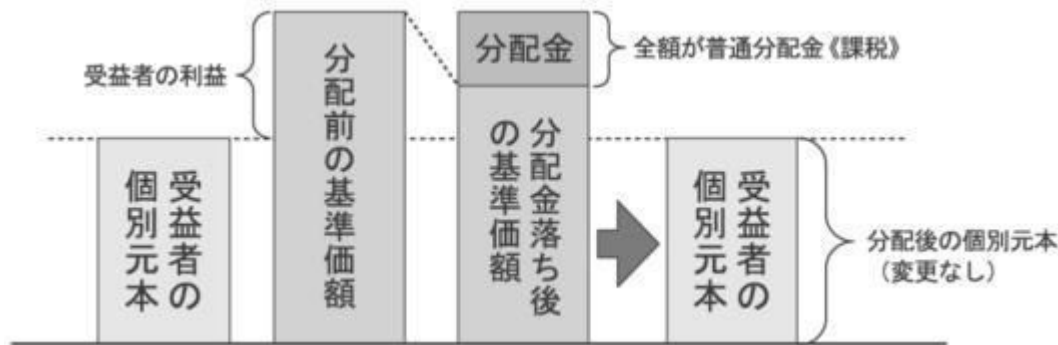 受益者の利益
受益者の
個別元本
分配前の基準価額
分配金
全額が普通分配金《課税》
分配金落ち後
の基準価額
受益者の
個別元本
分配後の個別元本
（変更なし）